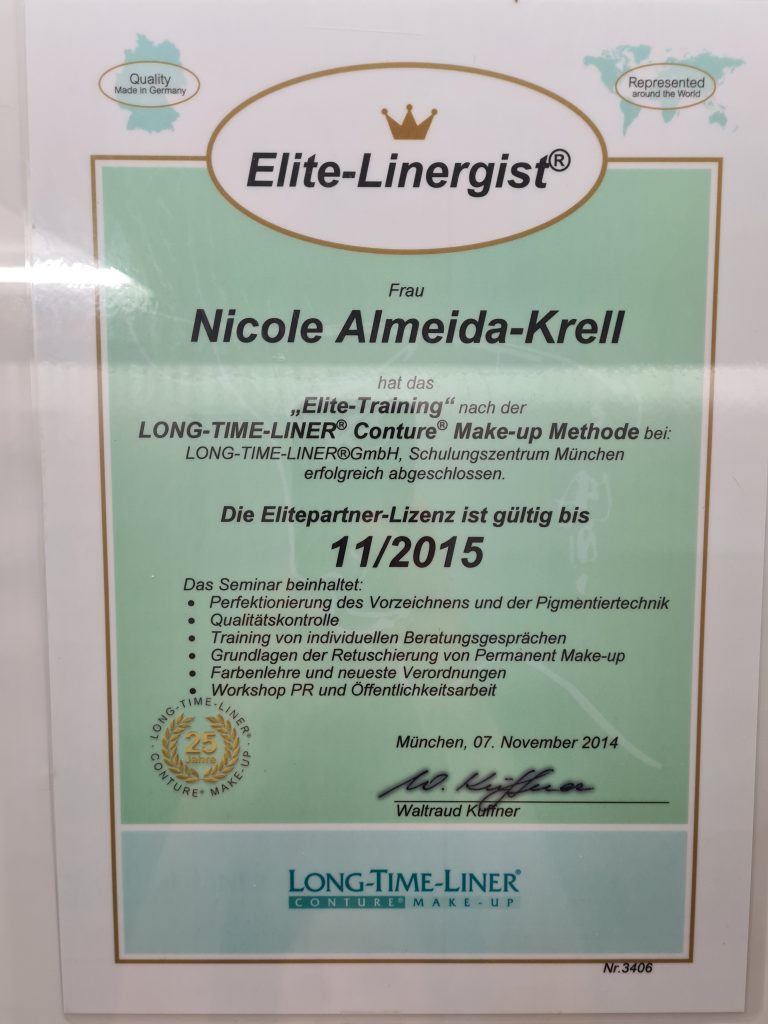 Quality
Made in Germany
Represented
around the World
Elite-Linergist®
Frau
Nicole Almeida-Krell
hat das
„Elite-Training“ nach der
LONG-TIME-LINER® Conture® Make-up Methode bei:
LONG-TIME-LINER®GmbH, Schulungszentrum München
erfolgreich abgeschlossen.
Die Elitepartner-Lizenz ist gültig bis
11/2015
Das Seminar beinhaltet:
• Perfektionierung des Vorzeichnens und der Pigmentiertechnik
• Qualitätskontrolle
• Training von individuellen Beratungsgesprächen
• Grundlagen der Retuschierung von Permanent Make-up
• Farbenlehre und neueste Verordnungen
• Workshop PR und Öffentlichkeitsarbeit
LONG-TIME-LINER®
25
Jahre
CONTURE® MAKE-UP
München, 07. November 2014
W. Küffner
Waltraud Küffner
LONG-TIME-LINER®
CONTURE® MAKE-UP
Nr.3406